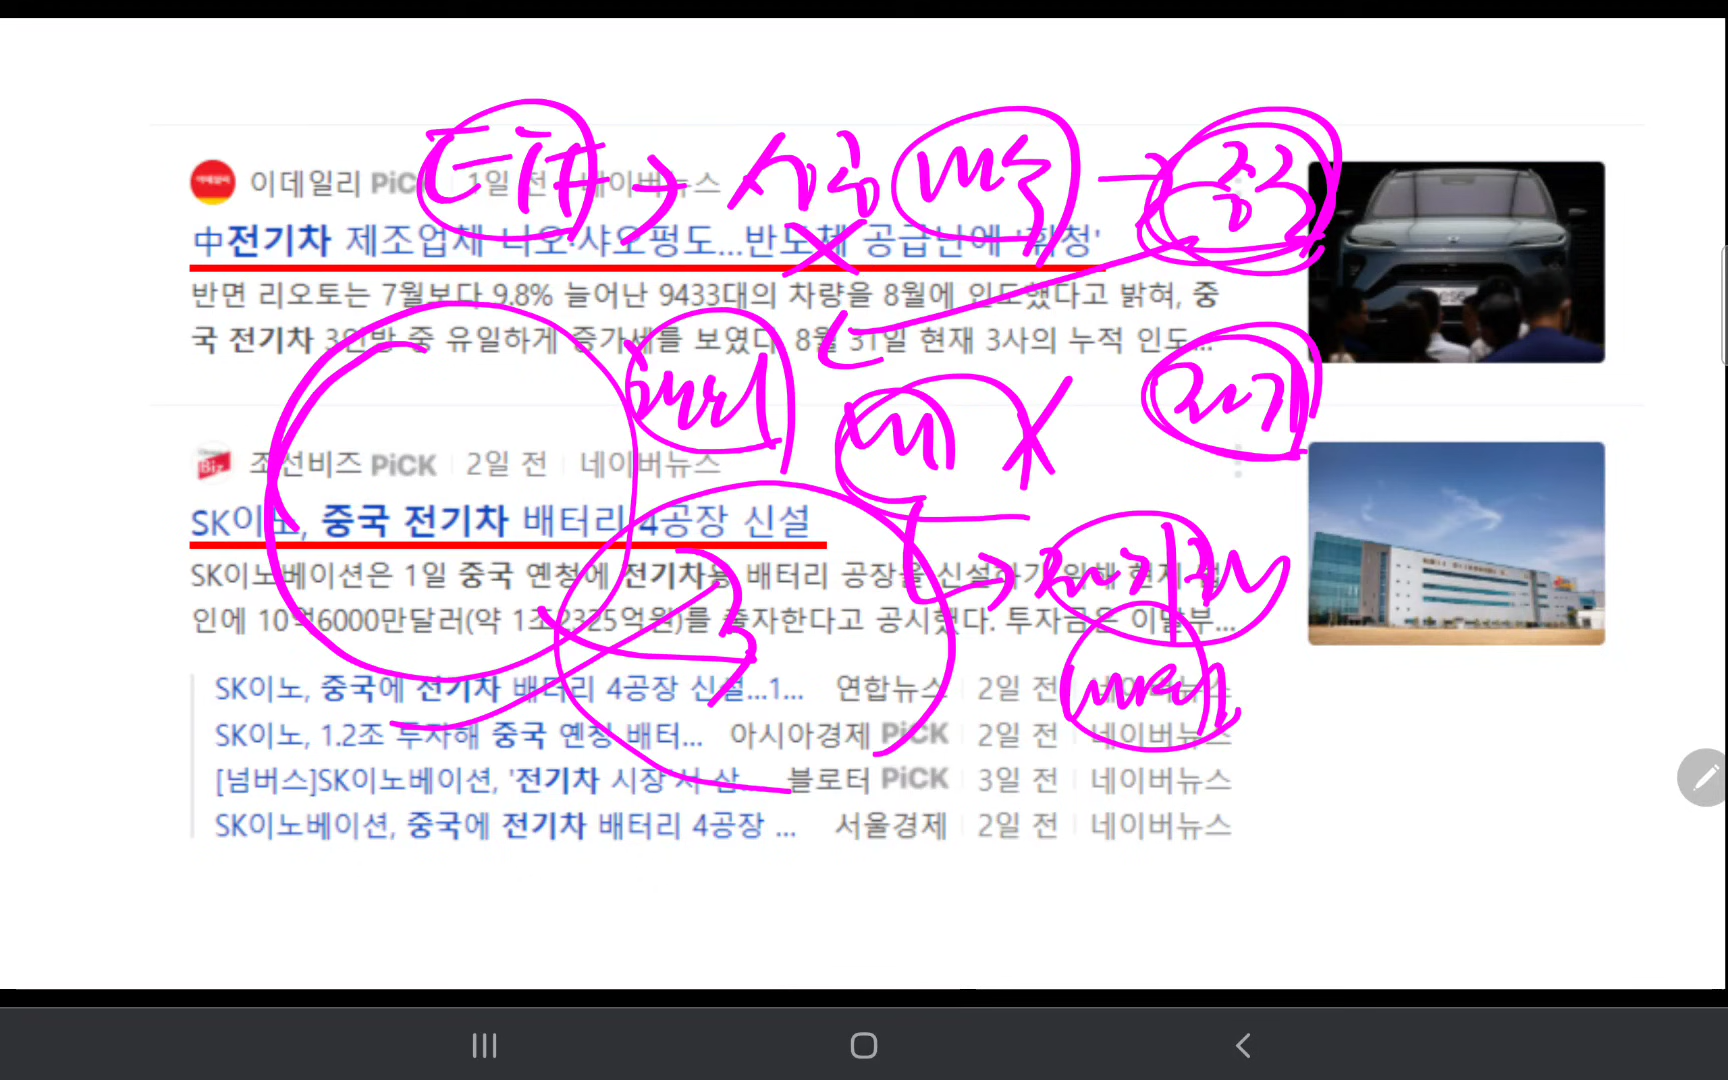 이데일리 PiCK 1일 전 네이버뉴스
中전기차 제조업체 니오·샤오펑도...반도체 공급난에 '휘청'
반면 리오토는 7월보다 9.8% 늘어난 9433대의 차량을 8월에 인도했다고 밝혀, 중
국 전기차 3인방 중 유일하게 증가세를 보였다. 8월 31일 현재 3사의 누적 인도...
조선비즈 PiCK 2일 전 네이버뉴스
SK이노, 중국 전기차 배터리 4공장 신설
SK이노베이션은 1일 중국 옌청에 전기차용 배터리 공장을 신설하기 위해 현지 법
인에 10억6000만달러(약 1조2325억원)를 출자한다고 공시했다. 투자금은 이달부...
SK이노, 중국에 전기차 배터리 4공장 신설...1... 연합뉴스 2일 전 네이버뉴스
SK이노, 1.2조 투자해 중국 옌청 배터... 아시아경제 PiCK 2일 전 네이버뉴스
[넘버스]SK이노베이션, '전기차 시장'서 삼... 블로터 PiCK 3일 전 네이버뉴스
SK이노베이션, 중국에 전기차 배터리 4공장 ... 서울경제 2일 전 네이버뉴스